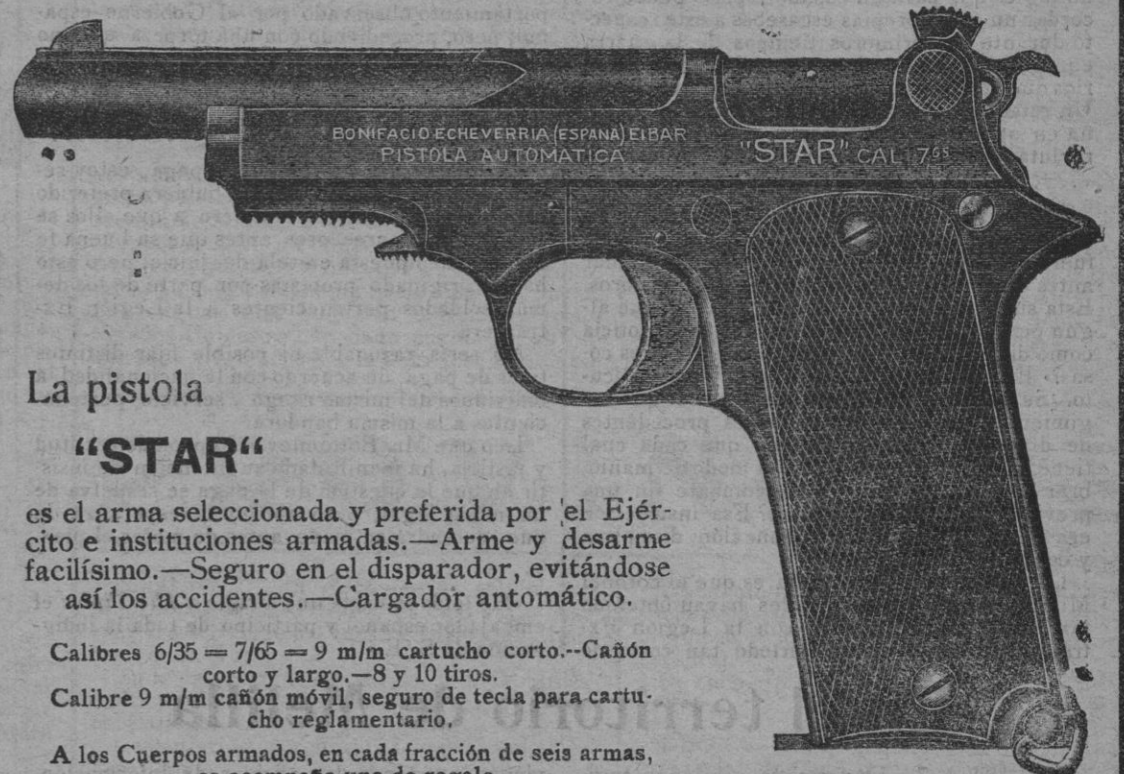 BONIFACIO ECHEVERRIA (ESPAÑA) EIBAR
PISTOLA AUTOMATICA
"STAR" CAL 7'65
La pistola
“STAR“
es el arma seleccionada y preferida por el Ejér-
cito e instituciones armadas.—Arme y desarme
facilísimo.—Seguro en el disparador, evitándose
así los accidentes.—Cargador antomático.
Calibres 6/35 = 7/65 = 9 m/m cartucho corto.--Cañón
corto y largo.—8 y 10 tiros.
Calibre 9 m/m cañón móvil, seguro de tecla para cartu-
cho reglamentario.
A los Cuerpos armados, en cada fracción de seis armas,